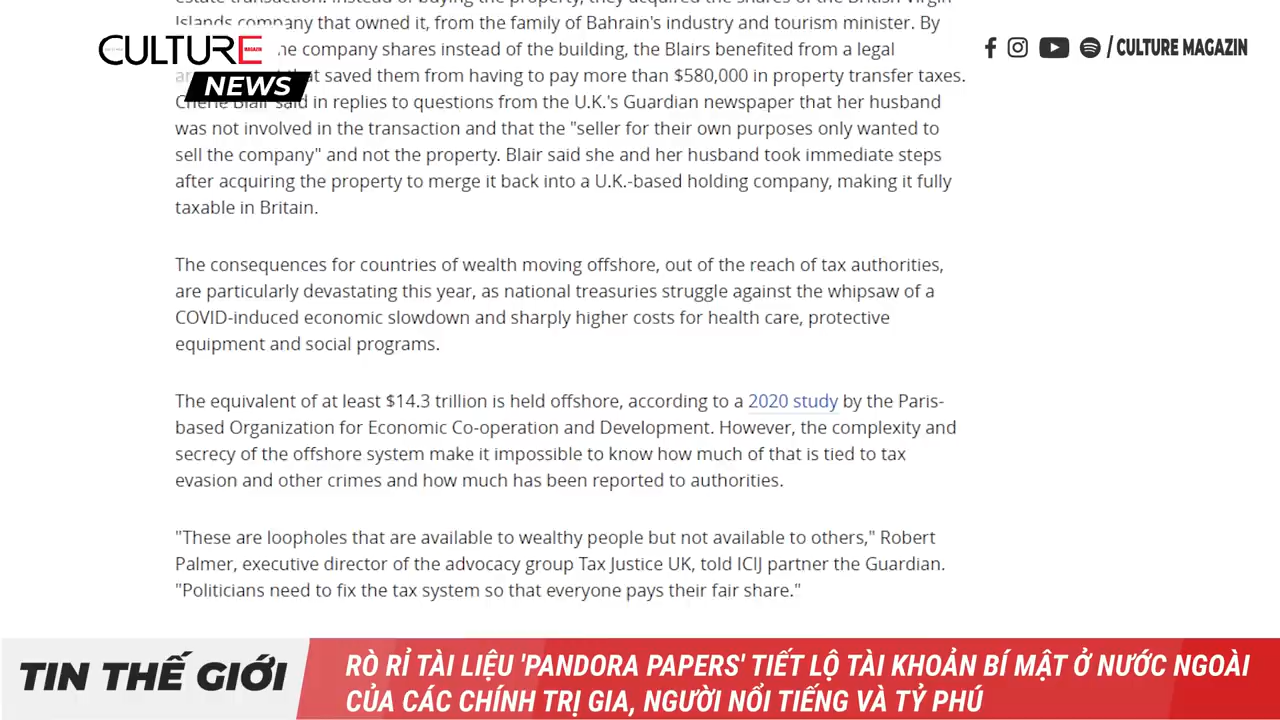 Islands company that owned it, from the family of Bahrain's industry and tourism minister. By
he company shares instead of the building, the Blairs benefited from a legal
that saved them from having to pay more than $580,000 in property transfer taxes.
Cherie Blair said in replies to questions from the U.K.'s Guardian newspaper that her husband
was not involved in the transaction and that the "seller for their own purposes only wanted to
sell the company" and not the property. Blair said she and her husband took immediate steps
after acquiring the property to merge it back into a U.K.-based holding company, making it fully
taxable in Britain.
The consequences for countries of wealth moving offshore, out of the reach of tax authorities,
are particularly devastating this year, as national treasuries struggle against the whipsaw of a
COVID-induced economic slowdown and sharply higher costs for health care, protective
equipment and social programs.
The equivalent of at least $14.3 trillion is held offshore, according to a 2020 study by the Paris-
based Organization for Economic Co-operation and Development. However, the complexity and
secrecy of the offshore system make it impossible to know how much of that is tied to tax
evasion and other crimes and how much has been reported to authorities.
"These are loopholes that are available to wealthy people but not available to others," Robert
Palmer, executive director of the advocacy group Tax Justice UK, told ICIJ partner the Guardian.
"Politicians need to fix the tax system so that everyone pays their fair share."
CULTURE
MAGAZIN
NEWS
/ CULTURE MAGAZIN
TIN THẾ GIỚI
RÒ RỈ TÀI LIỆU 'PANDORA PAPERS' TIẾT LỘ TÀI KHOẢN BÍ MẬT Ở NƯỚC NGOÀI
CỦA CÁC CHÍNH TRỊ GIA, NGƯỜI NỔI TIẾNG VÀ TỶ PHÚ